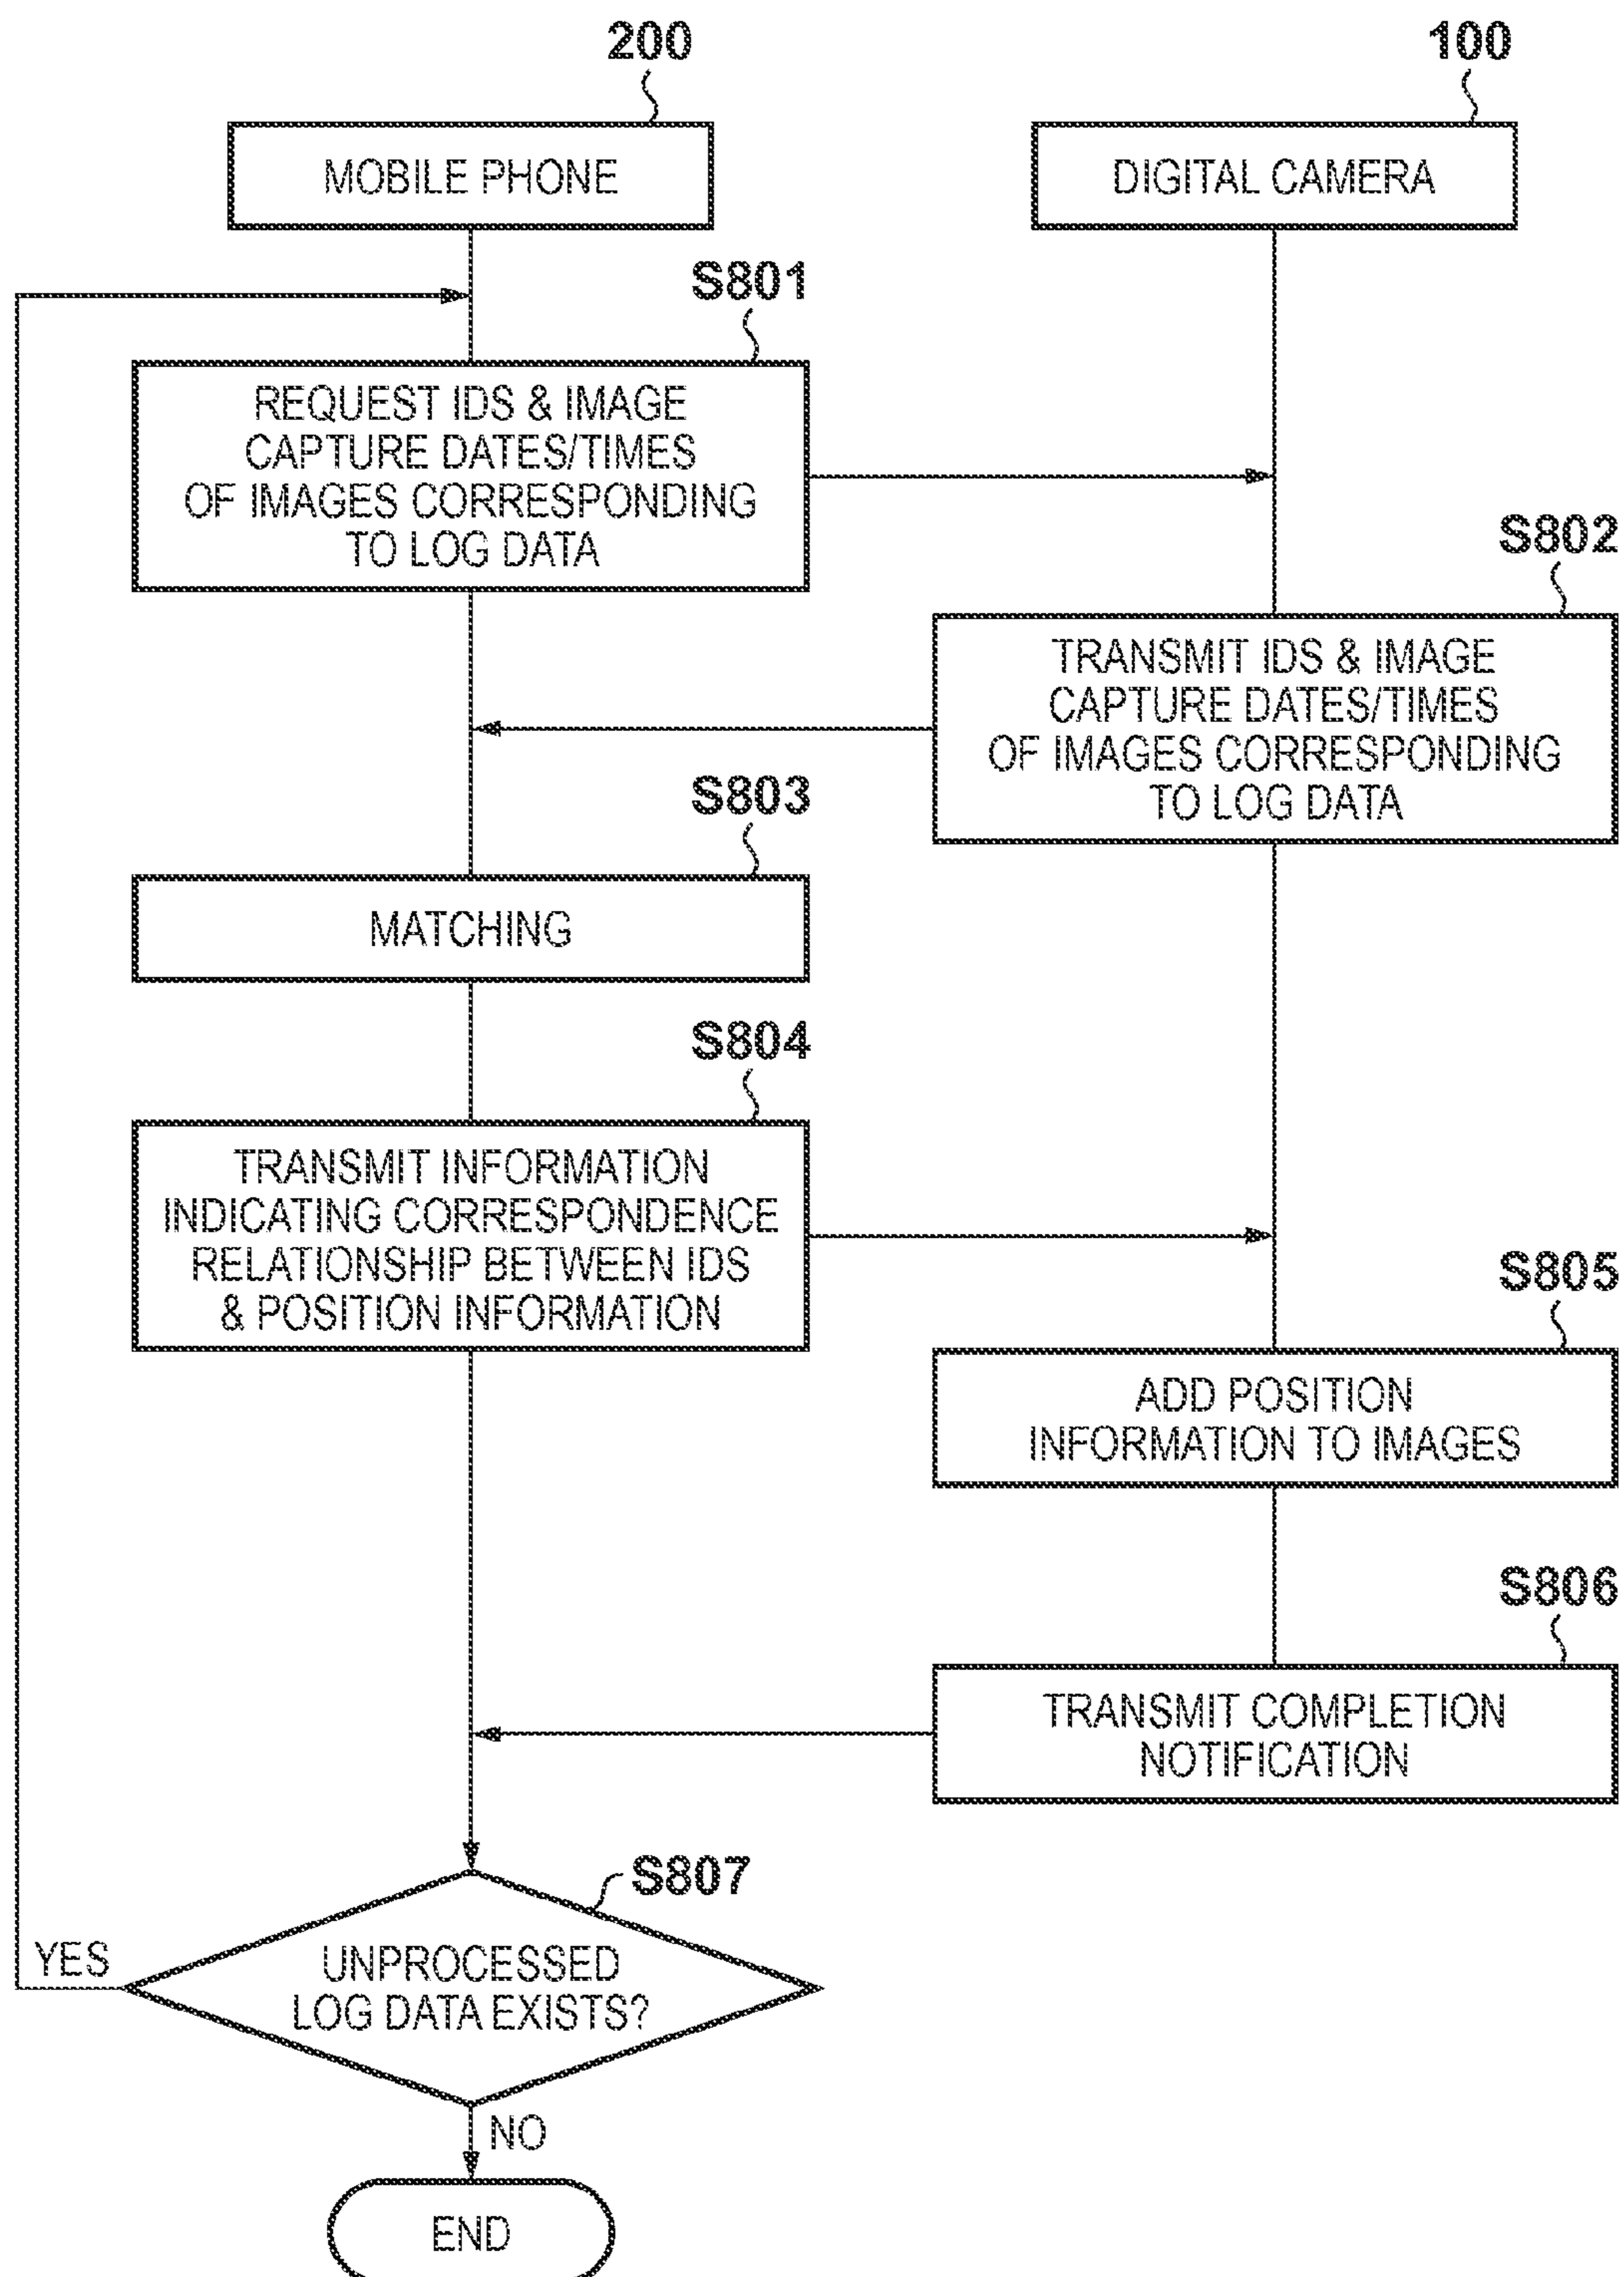 200
100
MOBILE PHONE
DIGITAL CAMERA
S801
REQUEST IDS & IMAGE
CAPTURE DATES/TIMES
OF IMAGES CORRESPONDING
TO LOG DATA
S802
TRANSMIT IDS & IMAGE
CAPTURE DATES/TIMES
OF IMAGES CORRESPONDING
TO LOG DATA
S803
MATCHING
S804
TRANSMIT INFORMATION
INDICATING CORRESPONDENCE
RELATIONSHIP BETWEEN IDS
& POSITION INFORMATION
S805
ADD POSITION
INFORMATION TO IMAGES
S806
TRANSMIT COMPLETION
NOTIFICATION
S807
UNPROCESSED
LOG DATA EXISTS?
YES
NO
END